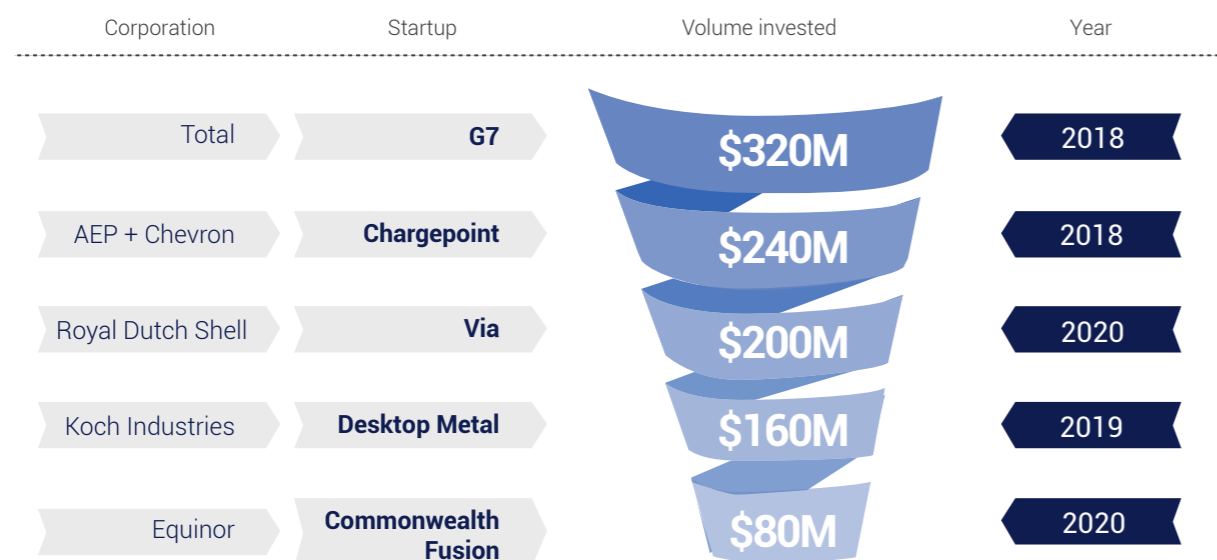 Corporation Startup Volume invested Year
Total G7 $320M 2018
AEP + Chevron Chargepoint $240M 2018
Royal Dutch Shell Via $200M 2020
Koch Industries Desktop Metal $160M 2019
Equinor Commonwealth $80M 2020
Fusion